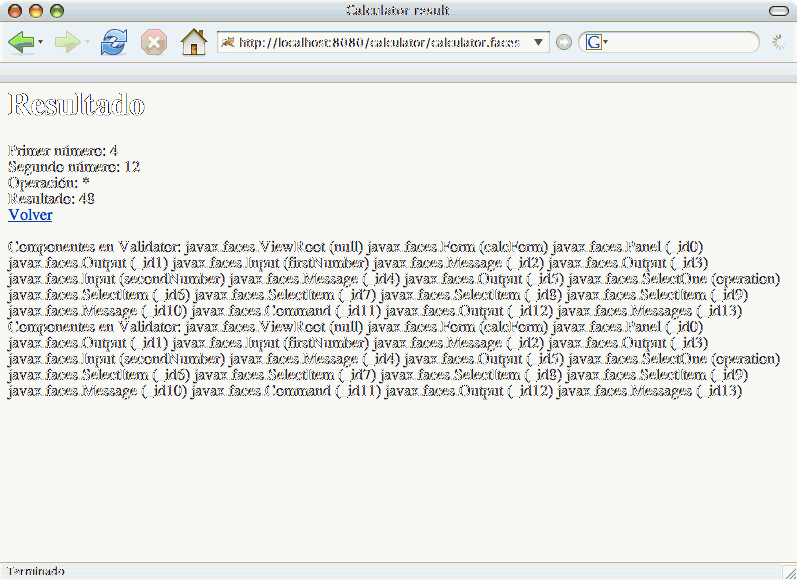 Calculator result
http://localhost:8080/calculator/calculator.faces
G
Resultado
Primer número: 4
Segundo número: 12
Operación: *
Resultado: 48
Volver
Componentes en Validator: javax.faces.ViewRoot (null) javax.faces.Form (calcForm) javax.faces.Panel (_id0)
javax.faces.Output (_id1) javax.faces.Input (firstNumber) javax.faces.Message (_id2) javax.faces.Output (_id3)
javax.faces.Input (secondNumber) javax.faces.Message (_id4) javax.faces.Output (_id5) javax.faces.SelectOne (operation)
javax.faces.SelectItem (_id6) javax.faces.SelectItem (_id7) javax.faces.SelectItem (_id8) javax.faces.SelectItem (_id9)
javax.faces.Message (_id10) javax.faces.Command (_id11) javax.faces.Output (_id12) javax.faces.Messages (_id13)
Componentes en Validator: javax.faces.ViewRoot (null) javax.faces.Form (calcForm) javax.faces.Panel (_id0)
javax.faces.Output (_id1) javax.faces.Input (firstNumber) javax.faces.Message (_id2) javax.faces.Output (_id3)
javax.faces.Input (secondNumber) javax.faces.Message (_id4) javax.faces.Output (_id5) javax.faces.SelectOne (operation)
javax.faces.SelectItem (_id6) javax.faces.SelectItem (_id7) javax.faces.SelectItem (_id8) javax.faces.SelectItem (_id9)
javax.faces.Message (_id10) javax.faces.Command (_id11) javax.faces.Output (_id12) javax.faces.Messages (_id13)
Terminado